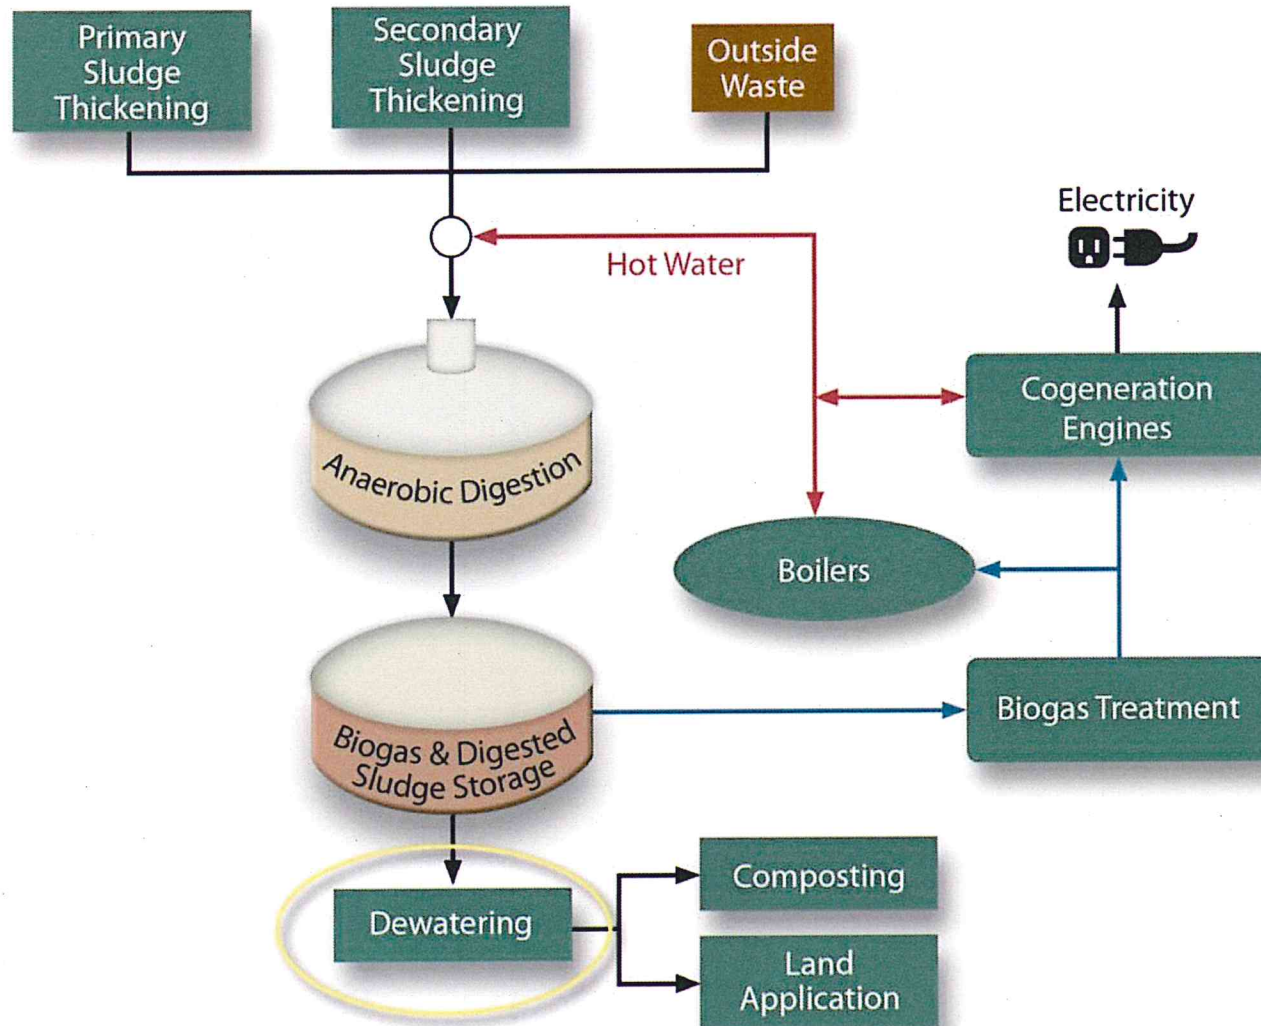 Primary
Sludge
Thickening
Secondary
Sludge
Thickening
Outside
Waste
Electricity
Hot Water
Cogeneration
Engines
Anaerobic Digestion
Boilers
Biogas & Digested
Sludge Storage
Biogas Treatment
Composting
Dewatering
Land
Application